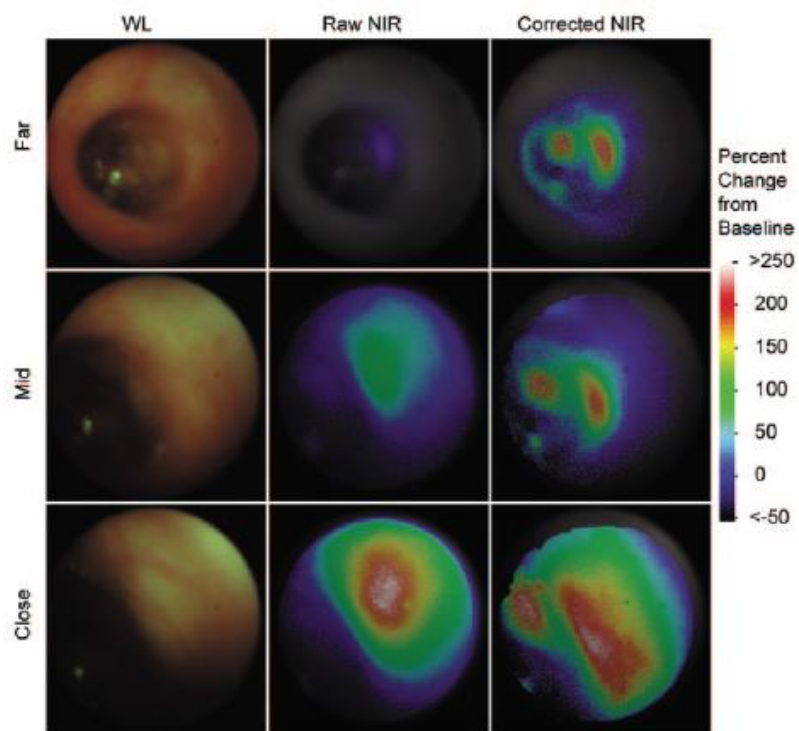 WL
Raw NIR
Corrected NIR
Far
Mid
Close
Percent
Change
from
Baseline
>250
200
150
100
50
0
<-50